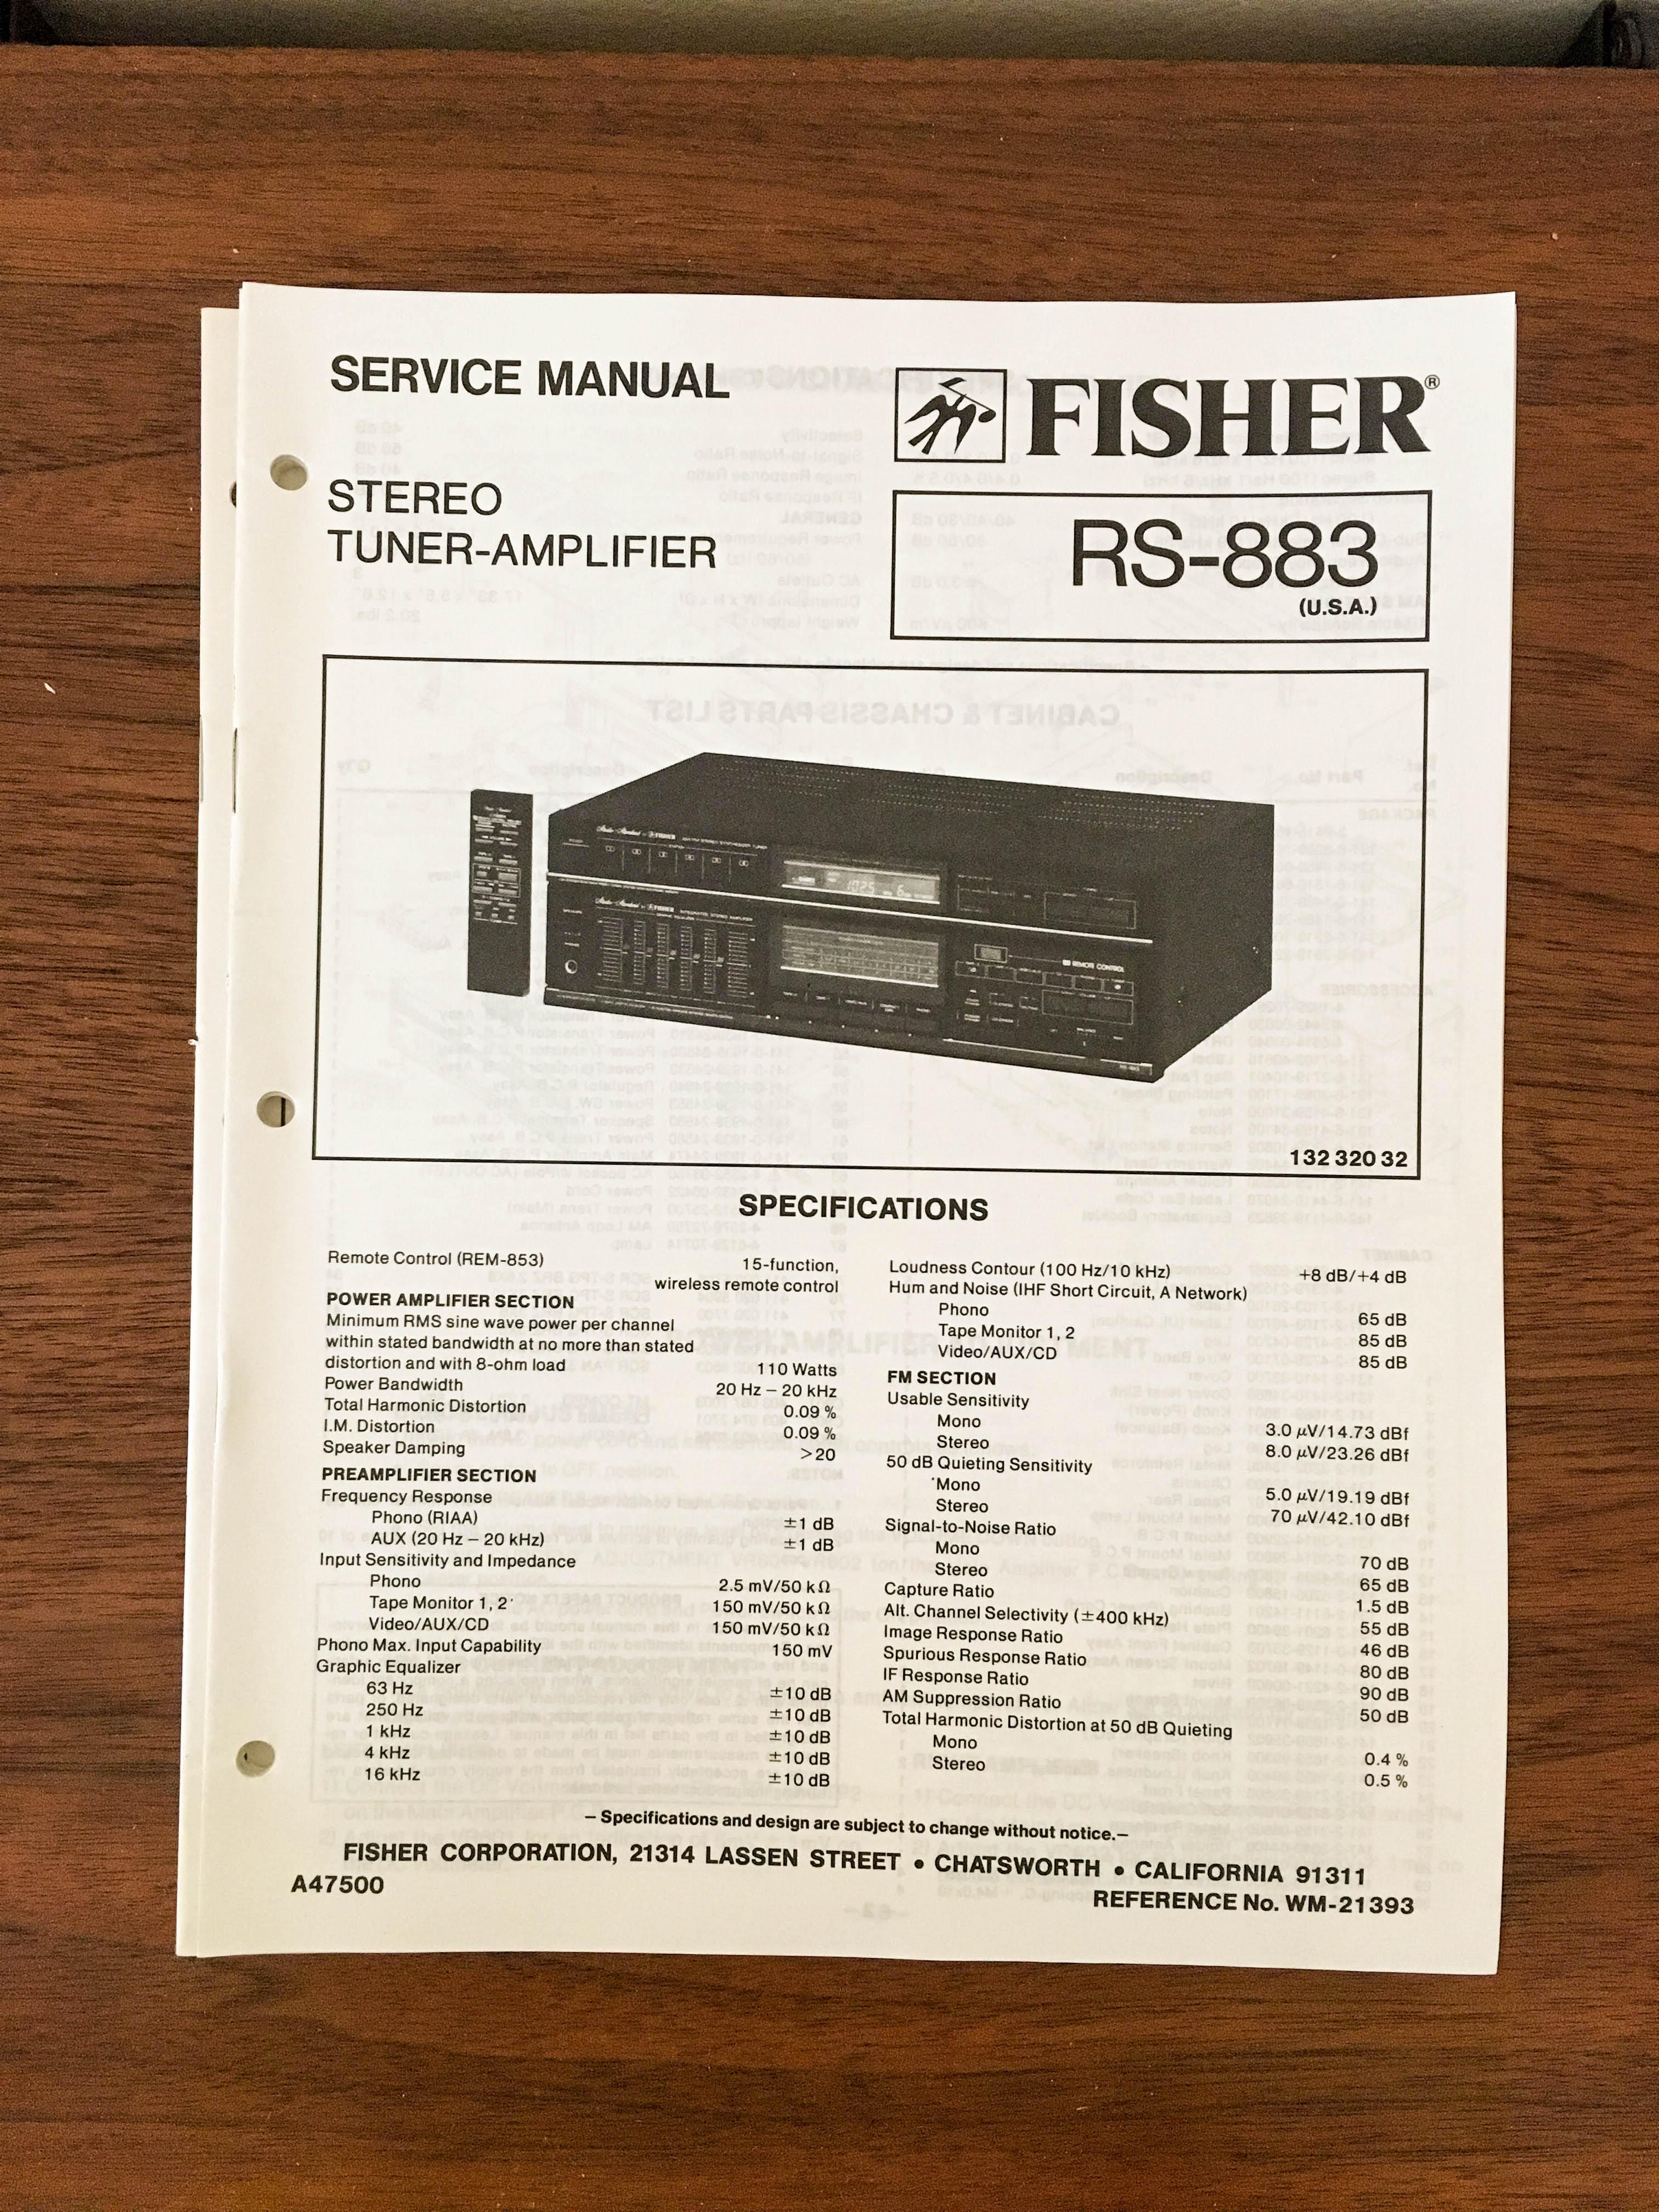 SERVICE MANUAL
FISHER®
STEREO
TUNER-AMPLIFIER
RS-883
(U.S.A.)
FISHER
1025
6
FISHER INTEGRATED STEREO AMPLIFIER
REMOTE CONTROL
RS-883
132 320 32
SPECIFICATIONS
Remote Control (REM-853) 15-function,
wireless remote control
POWER AMPLIFIER SECTION
Minimum RMS sine wave power per channel
within stated bandwidth at no more than stated
distortion and with 8-ohm load 110 Watts
Power Bandwidth 20 Hz – 20 kHz
Total Harmonic Distortion 0.09 %
I.M. Distortion 0.09 %
Speaker Damping >20
PREAMPLIFIER SECTION
Frequency Response
Phono (RIAA) ±1 dB
AUX (20 Hz – 20 kHz) ±1 dB
Input Sensitivity and Impedance
Phono 2.5 mV/50 kΩ
Tape Monitor 1, 2 150 mV/50 kΩ
Video/AUX/CD 150 mV/50 kΩ
Phono Max. Input Capability 150 mV
Graphic Equalizer
63 Hz ±10 dB
250 Hz ±10 dB
1 kHz ±10 dB
4 kHz ±10 dB
16 kHz ±10 dB
Loudness Contour (100 Hz/10 kHz) +8 dB/+4 dB
Hum and Noise (IHF Short Circuit, A Network)
Phono 65 dB
Tape Monitor 1, 2 85 dB
Video/AUX/CD 85 dB
FM SECTION
Usable Sensitivity
Mono 3.0 μV/14.73 dBf
Stereo 8.0 μV/23.26 dBf
50 dB Quieting Sensitivity
Mono 5.0 μV/19.19 dBf
Stereo 70 μV/42.10 dBf
Signal-to-Noise Ratio
Mono 70 dB
Stereo 65 dB
Capture Ratio 1.5 dB
Alt. Channel Selectivity (±400 kHz) 55 dB
Image Response Ratio 46 dB
Spurious Response Ratio 80 dB
IF Response Ratio 90 dB
AM Suppression Ratio 50 dB
Total Harmonic Distortion at 50 dB Quieting
Mono 0.4 %
Stereo 0.5 %
– Specifications and design are subject to change without notice.–
FISHER CORPORATION, 21314 LASSEN STREET • CHATSWORTH • CALIFORNIA 91311
A47500
REFERENCE No. WM-21393